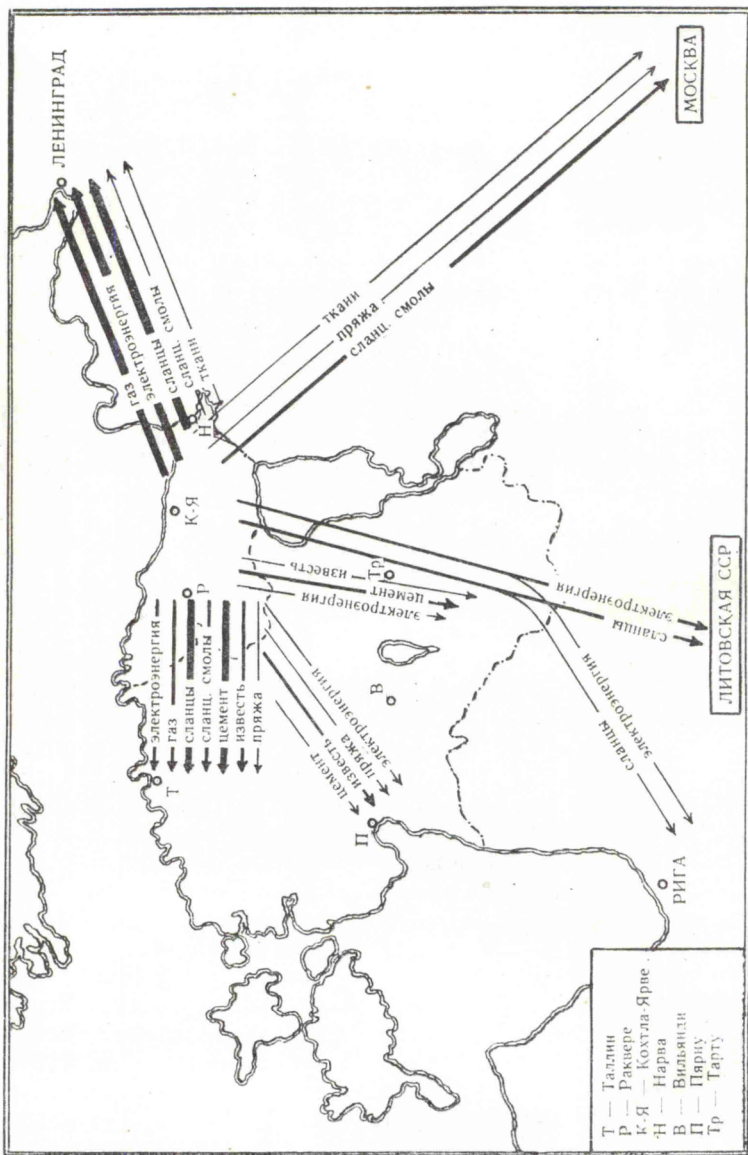 ЛЕНИНГРАД
газ
электроэнергия
сланцы
сланц. смолы
ткани
Н
К-Я
Р
Т
электроэнергия
газ
сланцы
сланц. смолы
цемент
известь
пряжа
ткани
пряжа
сланц. смолы
МОСКВА
известь
цемент
электроэнергия
Тр
В
П
цемент
известь
пряжа
электроэнергия
электроэнергия
сланцы
ЛИТОВСКАЯ ССР
сланцы
электроэнергия
РИГА
Т — Таллин
Р — Раквере
К-Я — Кохтла-Ярве
Н — Нарва
В — Вильянди
П — Пярну
Тр — Тарту